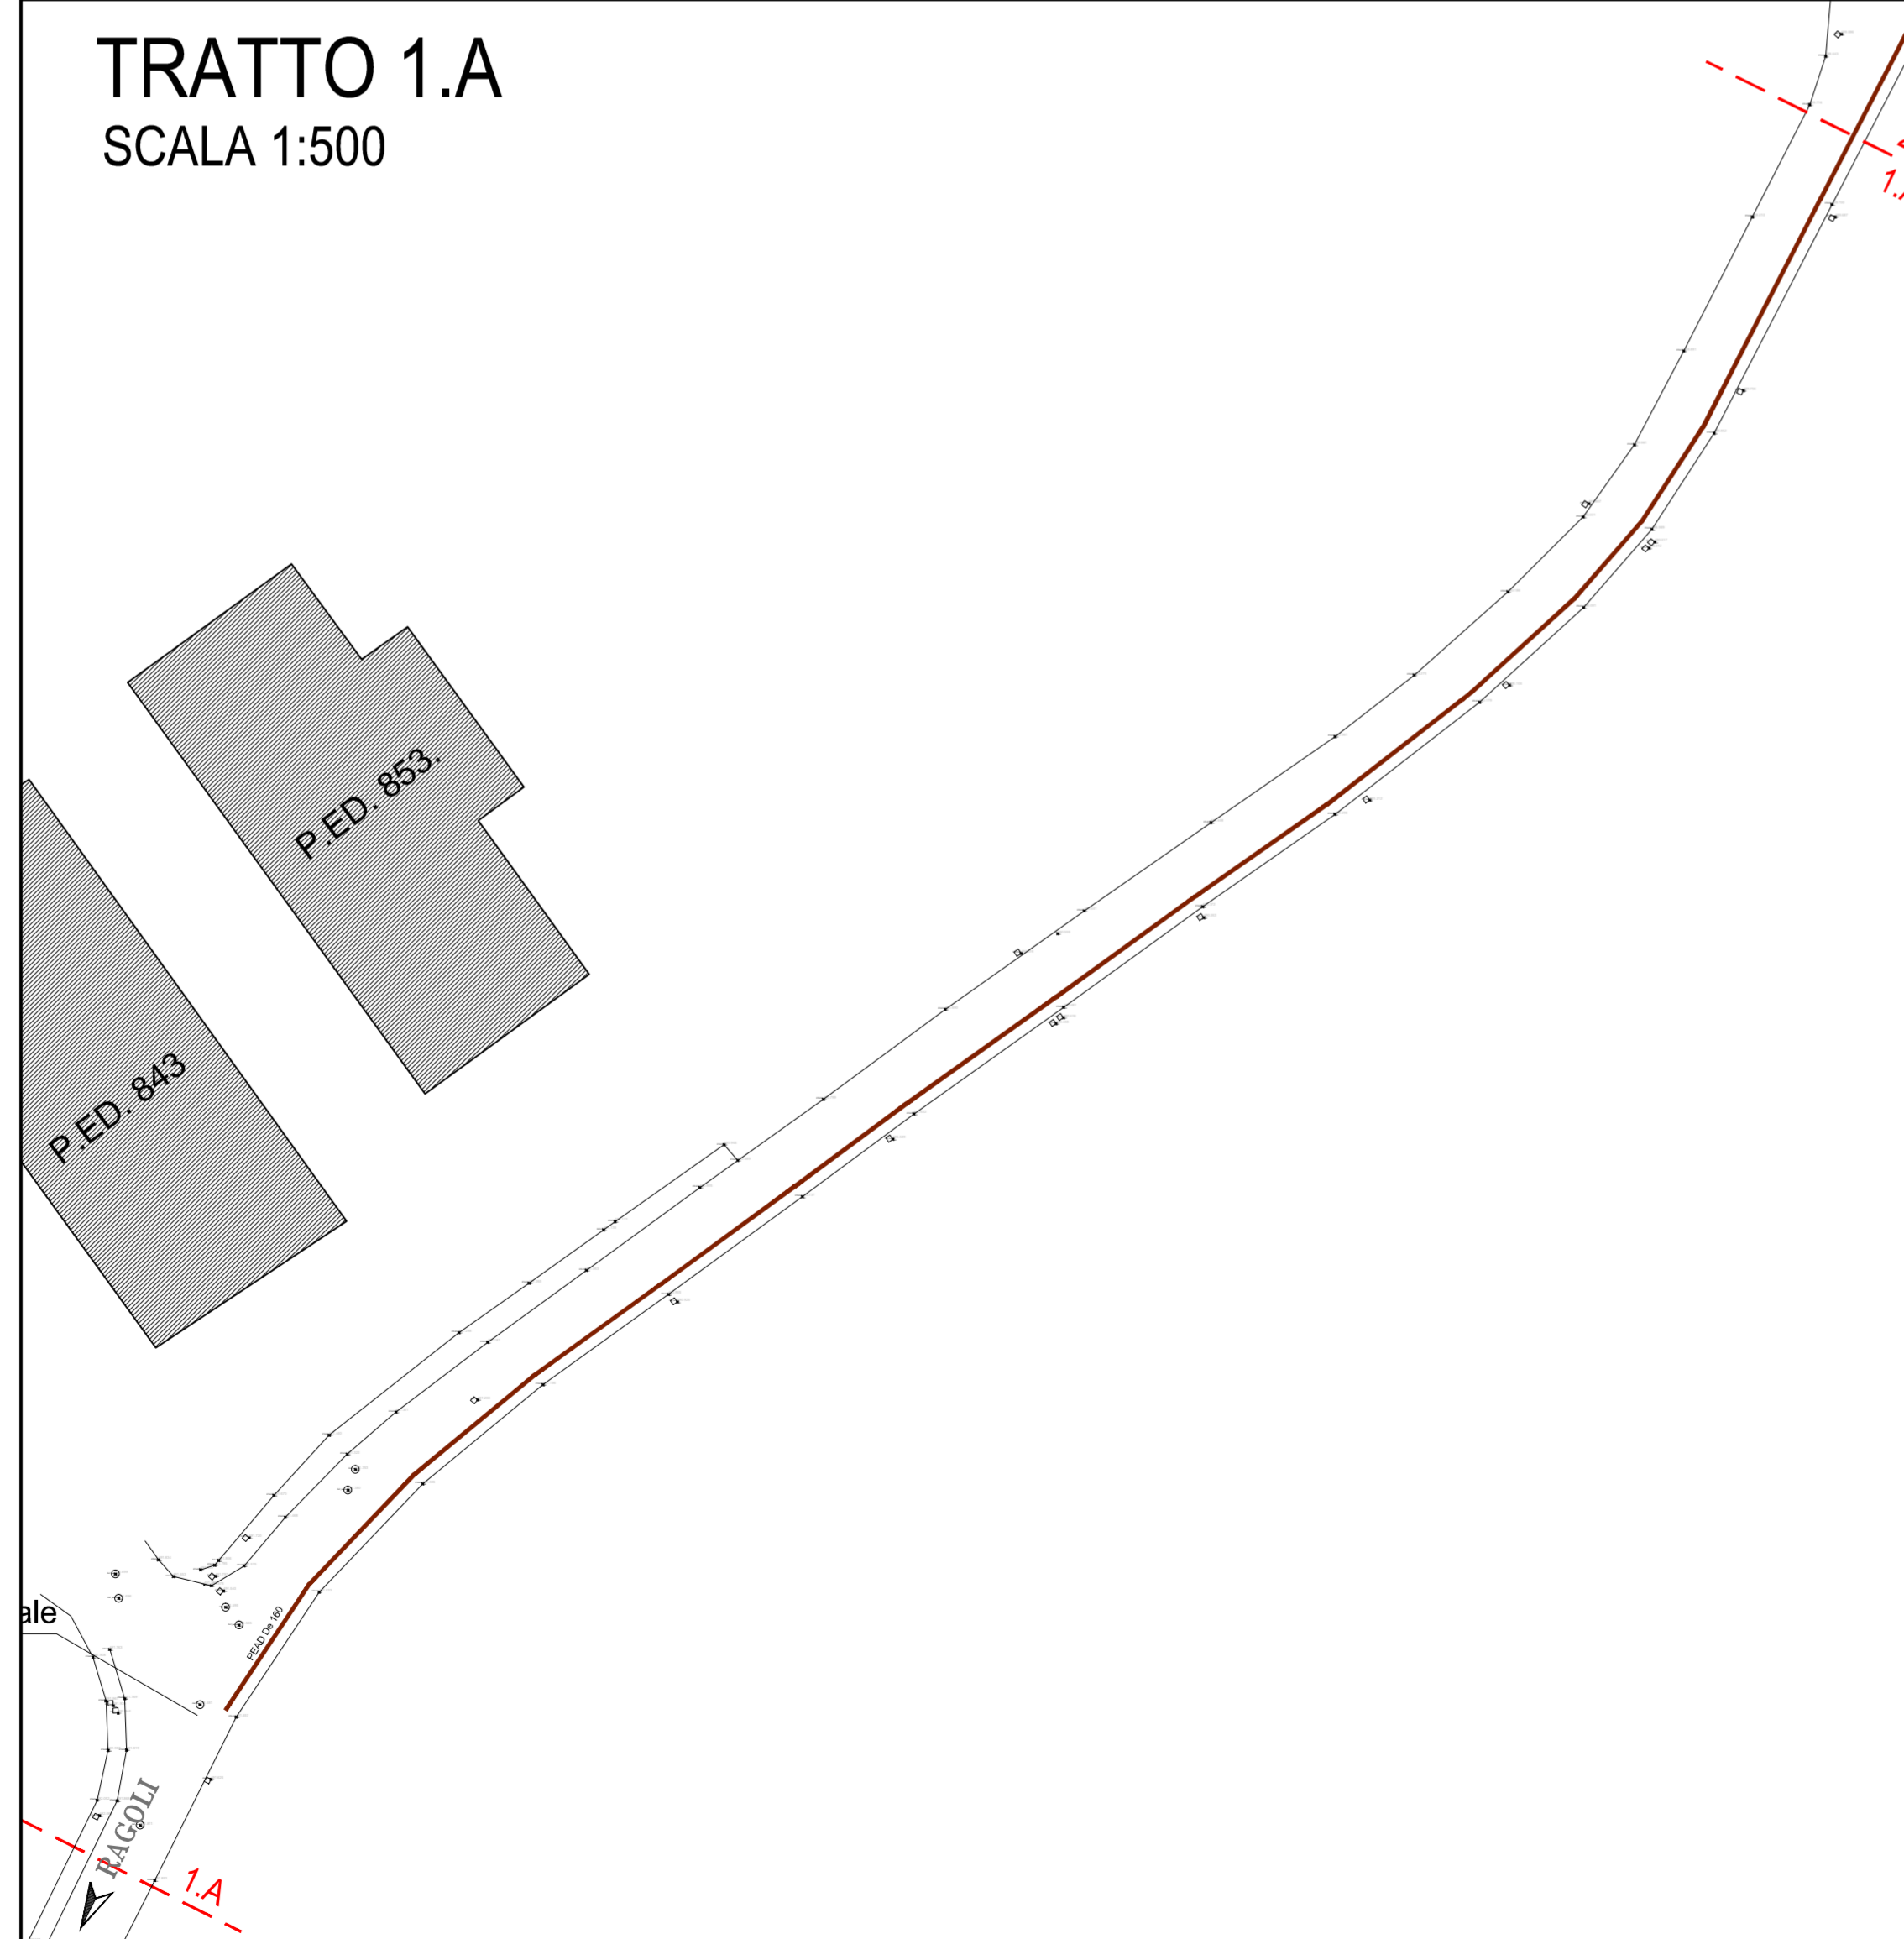 TRATTO 1.A
SCALA 1:500
P.ED. 853.
P.ED. 843
ale
PEAD De 160
RAGOLI
1.A